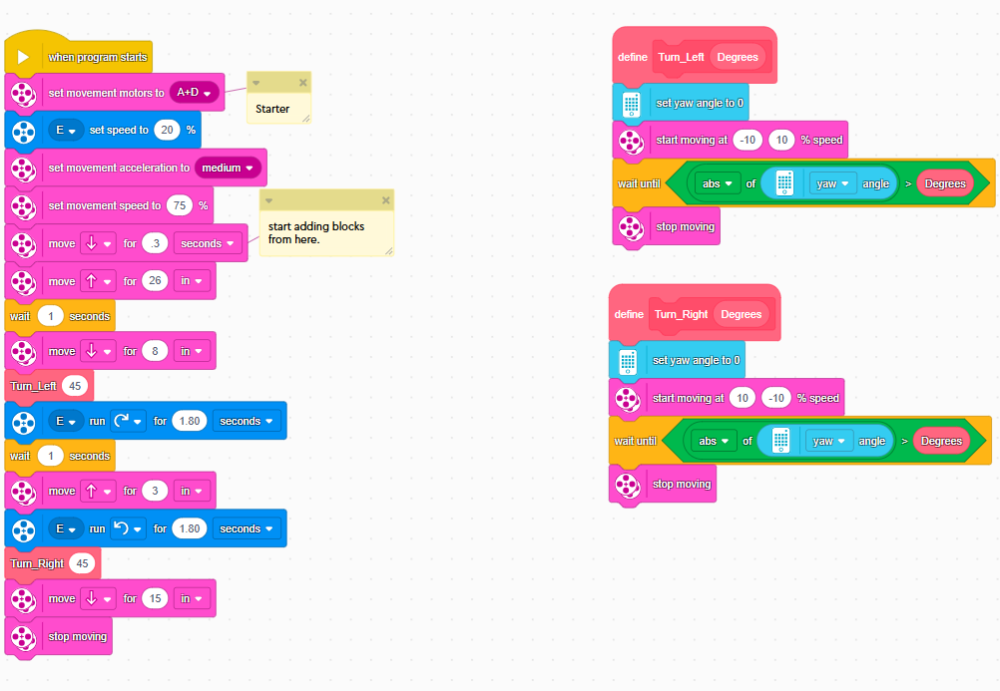 when program starts
set movement motors to A+D
E set speed to 20 %
set movement acceleration to medium
set movement speed to 75 %
move for .3 seconds
move for 26 in
wait 1 seconds
move for 8 in
Turn_Left 45
E run for 1.80 seconds
wait 1 seconds
move for 3 in
E run for 1.80 seconds
Turn_Right 45
move for 15 in
stop moving
Starter
start adding blocks
from here.
define Turn_Left Degrees
set yaw angle to 0
start moving at -10 10 % speed
wait until abs of yaw angle > Degrees
stop moving
define Turn_Right Degrees
set yaw angle to 0
start moving at 10 -10 % speed
wait until abs of yaw angle > Degrees
stop moving